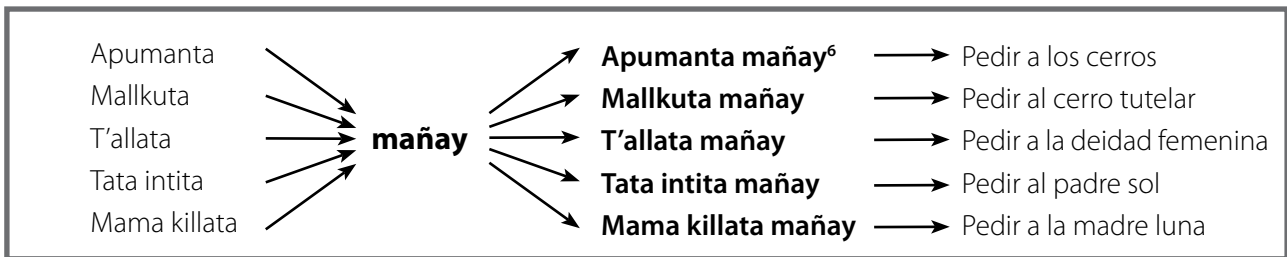 Apumanta Apumanta mañay⁶ Pedir a los cerros
Mallkuta Mallkuta mañay Pedir al cerro tutelar
T’allata mañay T’allata mañay Pedir a la deidad femenina
Tata intita Tata intita mañay Pedir al padre sol
Mama killata Mama killata mañay Pedir a la madre luna